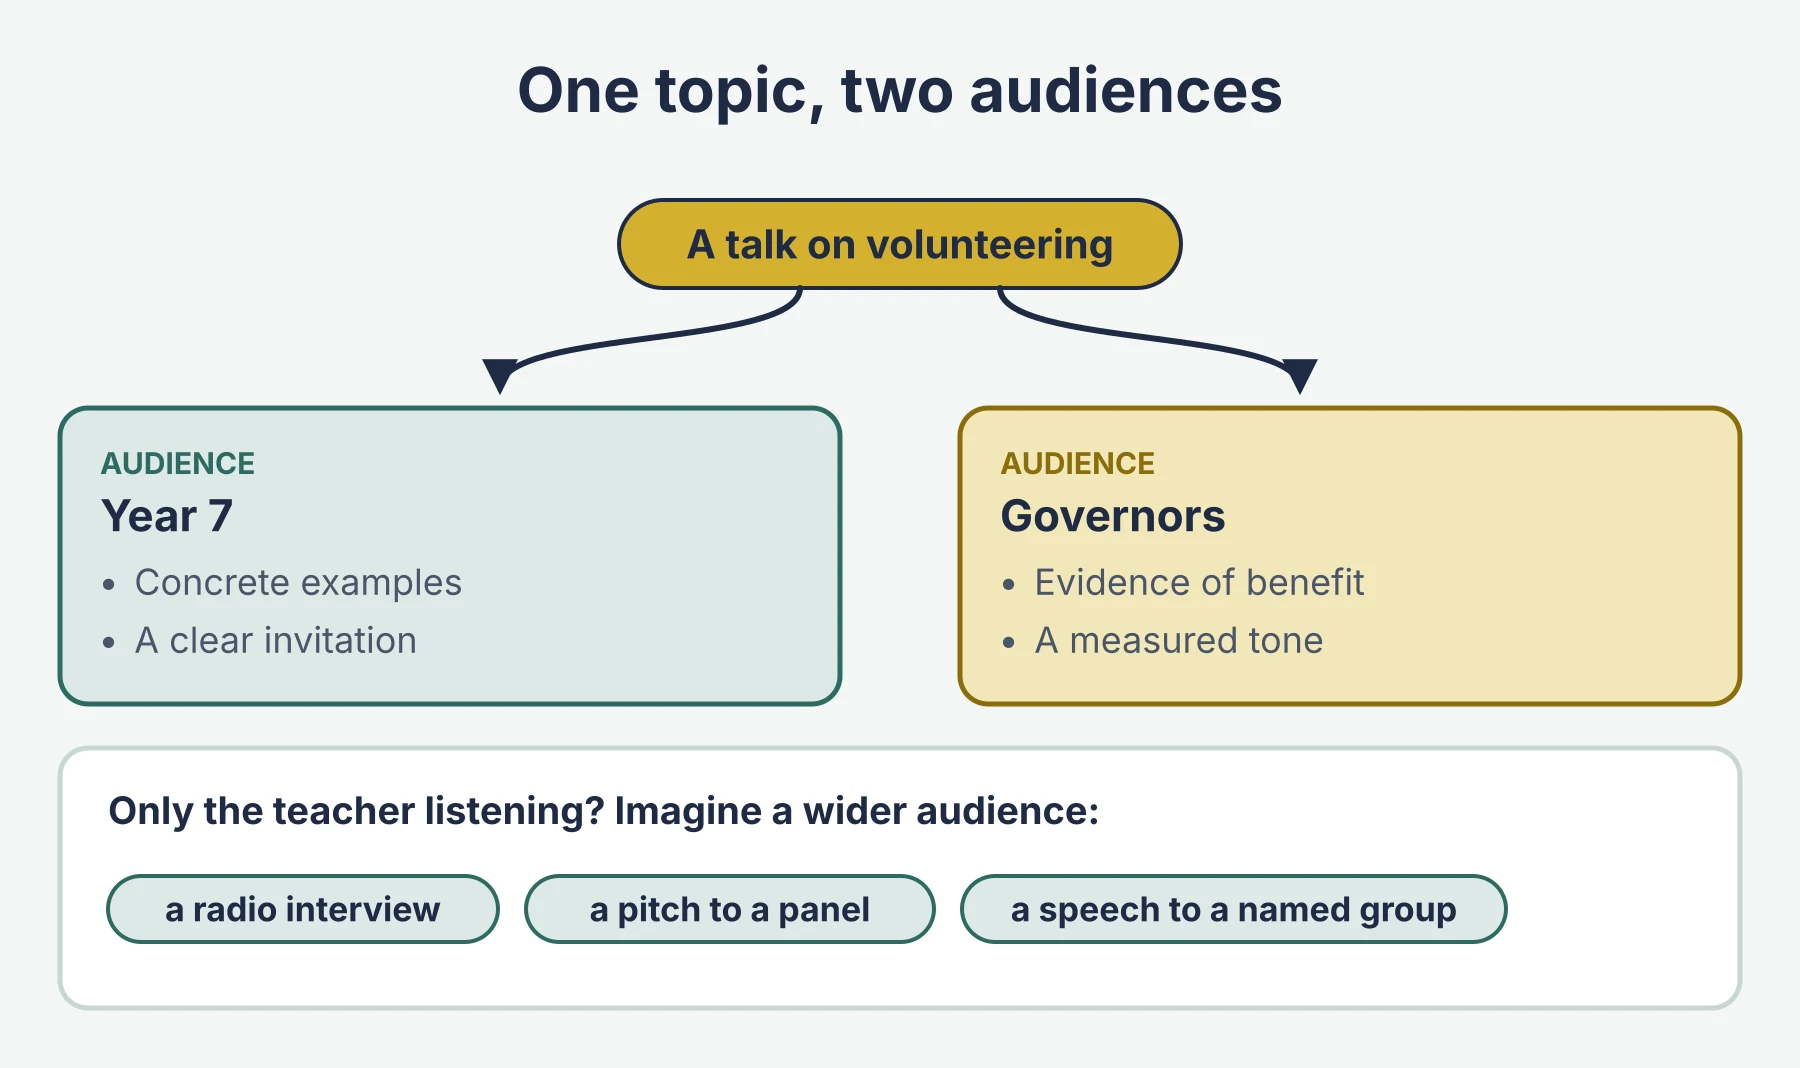 One topic, two audiences
A talk on volunteering
AUDIENCE
Year 7
• Concrete examples
• A clear invitation
AUDIENCE
Governors
• Evidence of benefit
• A measured tone
Only the teacher listening? Imagine a wider audience:
a radio interview
a pitch to a panel
a speech to a named group